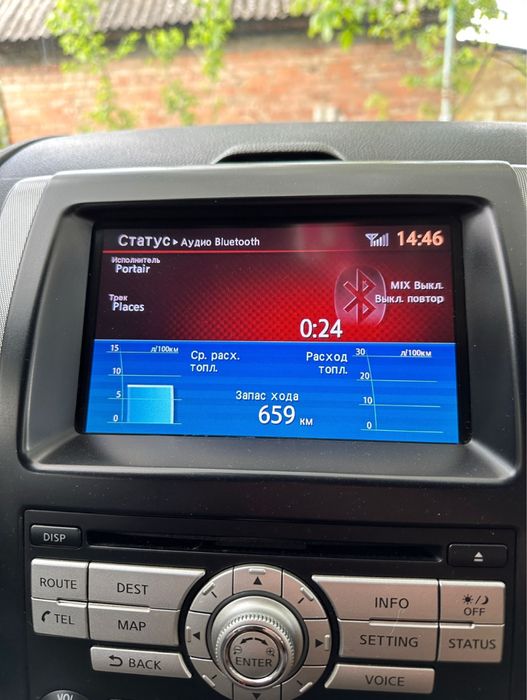 Статус ▸ Аудио Bluetooth
14:46
Исполнитель
Portair
MIX Выкл.
Выкл. повтор
Трек
Places
0:24
15 л/100км
10
5
0
Ср. расх.
топл.
Расход
топл.
30 л/100км
20
10
0
Запас хода
659 км
DISP
ROUTE
DEST
INFO
OFF
TEL
MAP
SETTING
STATUS
BACK
ENTER
VOICE
VOL